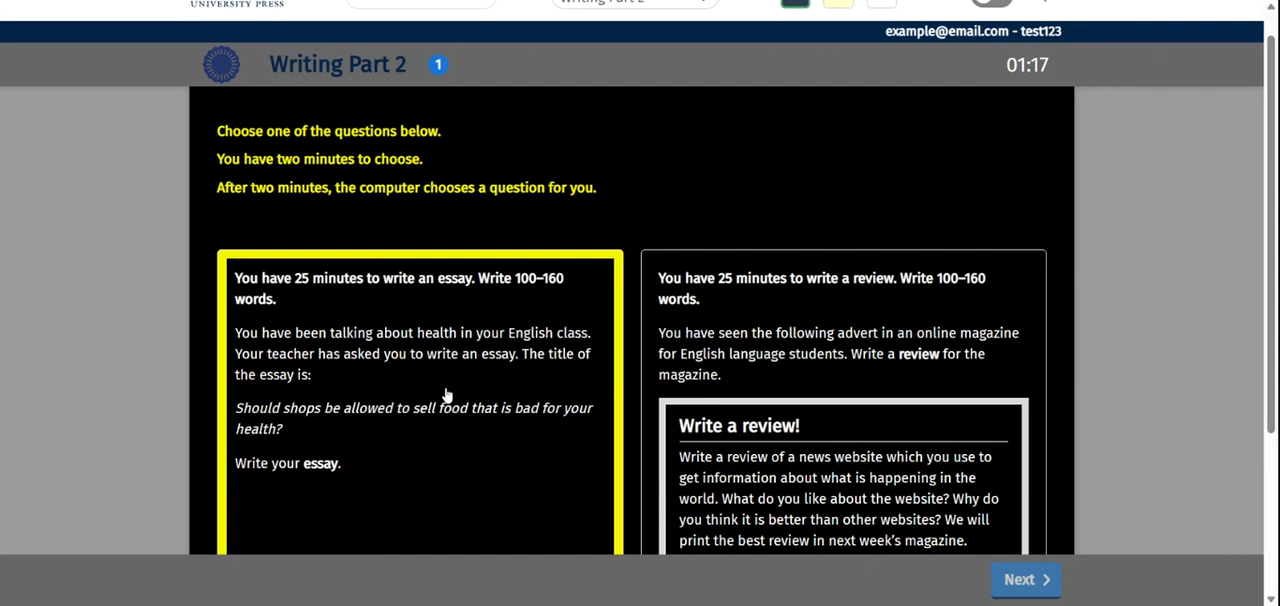 UNIVERSITY PRESS
Writing Part 2
example@email.com - test123
Writing Part 2
1
01:17
Choose one of the questions below.
You have two minutes to choose.
After two minutes, the computer chooses a question for you.
You have 25 minutes to write an essay. Write 100–160
words.
You have been talking about health in your English class.
Your teacher has asked you to write an essay. The title of
the essay is:
Should shops be allowed to sell food that is bad for your
health?
Write your essay.
You have 25 minutes to write a review. Write 100–160
words.
You have seen the following advert in an online magazine
for English language students. Write a review for the
magazine.
Write a review!
Write a review of a news website which you use to
get information about what is happening in the
world. What do you like about the website? Why do
you think it is better than other websites? We will
print the best review in next week's magazine.
Next